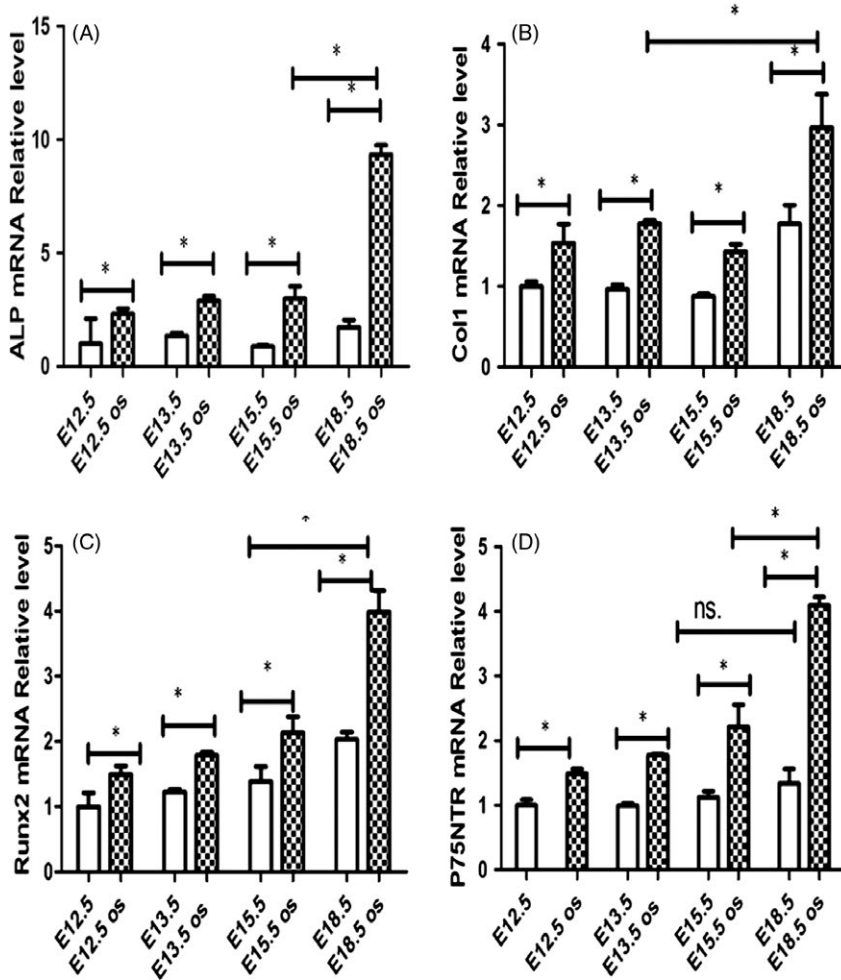 (A)
ALP mRNA Relative level
15
10
5
0
*
*
*
*
*
E12.5
E12.5 os
E13.5
E13.5 os
E15.5
E15.5 os
E18.5
E18.5 os
(B)
Col1 mRNA Relative level
4
3
2
1
0
*
*
*
*
*
E12.5
E12.5 os
E13.5
E13.5 os
E15.5
E15.5 os
E18.5
E18.5 os
(C)
Runx2 mRNA Relative level
5
4
3
2
1
0
*
*
*
*
E12.5
E12.5 os
E13.5
E13.5 os
E15.5
E15.5 os
E18.5
E18.5 os
(D)
P75NTR mRNA Relative level
5
4
3
2
1
0
*
*
ns.
*
*
*
E12.5
E12.5 os
E13.5
E13.5 os
E15.5
E15.5 os
E18.5
E18.5 os